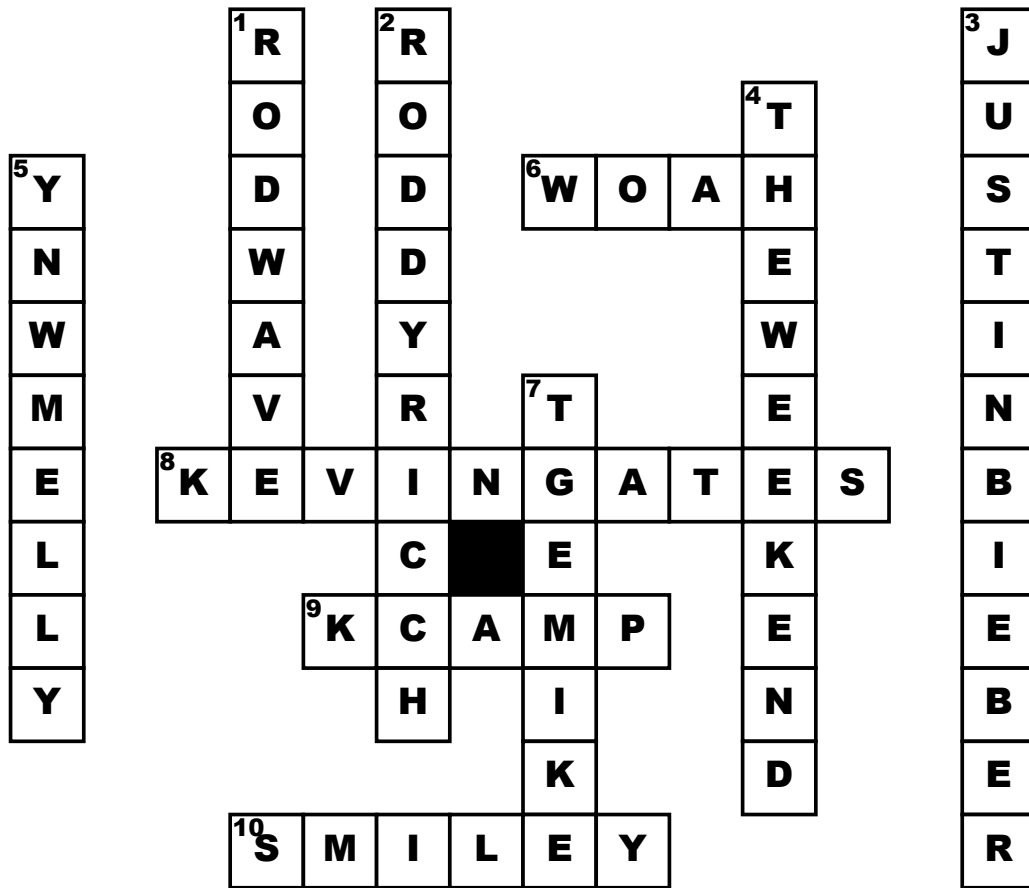 1 R 2 R 3 J
O O 4 T U
5 Y D D 6 W O A H S
N W D E T
W A Y W I
M V R 7 T E N
E 8 K E V I N G A T E S B
L C E K I
L 9 K C A M P E E
Y H I N B
K D E
10 S M I L E Y R